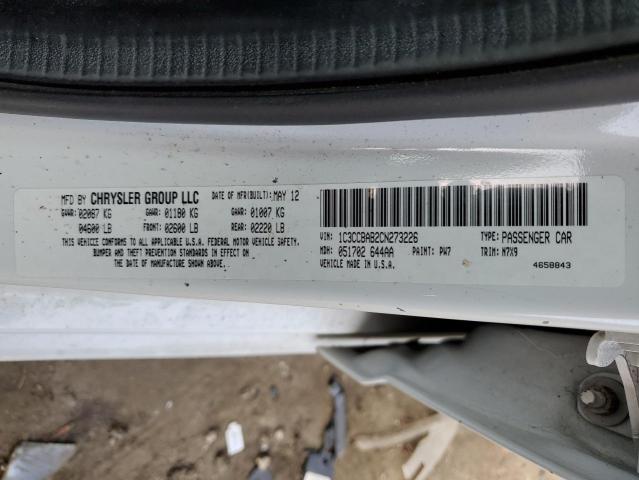 MFD BY CHRYSLER GROUP LLC DATE OF MFR(BUILT): MAY 12
GVWR: 02087 KG GAWR: 01180 KG GAWR: 01007 KG
04600 LB FRONT: 02600 LB REAR: 02220 LB
THIS VEHICLE CONFORMS TO ALL APPLICABLE U.S.A. FEDERAL MOTOR VEHICLE SAFETY,
BUMPER AND THEFT PREVENTION STANDARDS IN EFFECT ON
THE DATE OF MANUFACTURE SHOWN ABOVE.
VIN: 1C3CCBAB2CN273226 TYPE: PASSENGER CAR
MDH: 051702 644AA PAINT: PW7 TRIM: N7X9
VEHICLE MADE IN U.S.A. 4658843